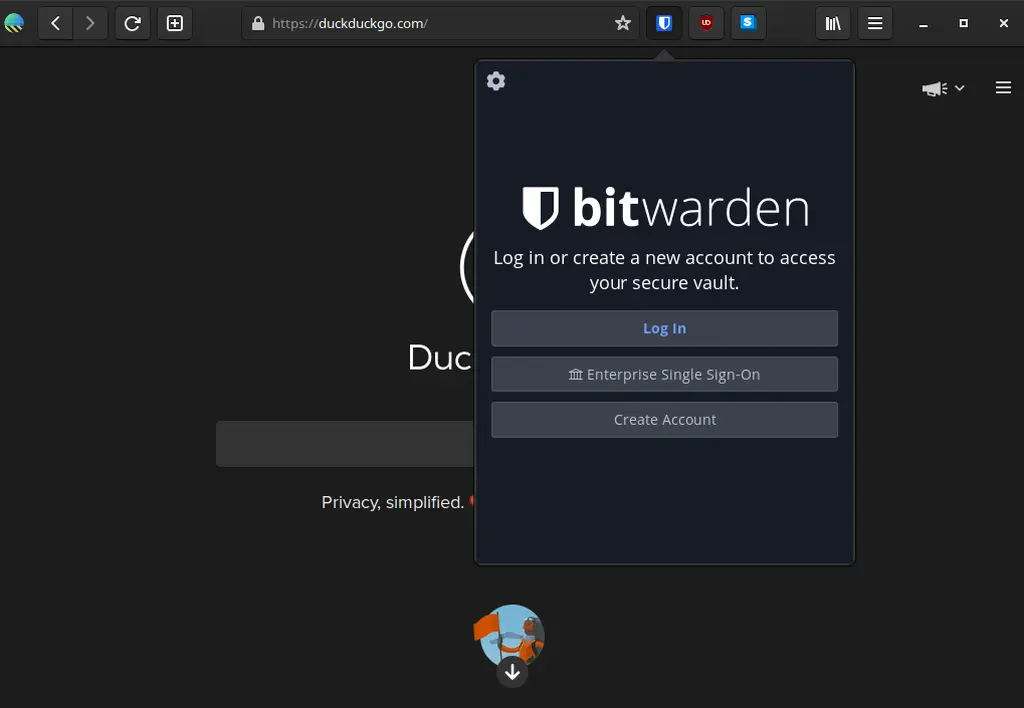 https://duckduckgo.com/
UD
S
bitwarden
Log in or create a new account to access
your secure vault.
Log In
Enterprise Single Sign-On
Create Account
Duc
Privacy, simplified.